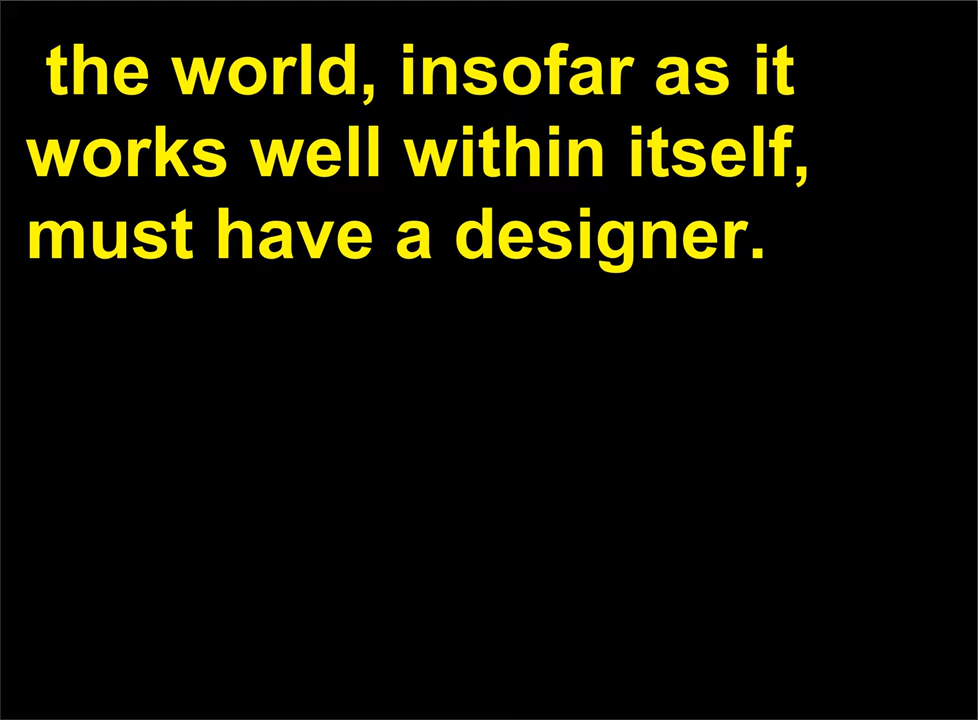 the world, insofar as it
works well within itself,
must have a designer.